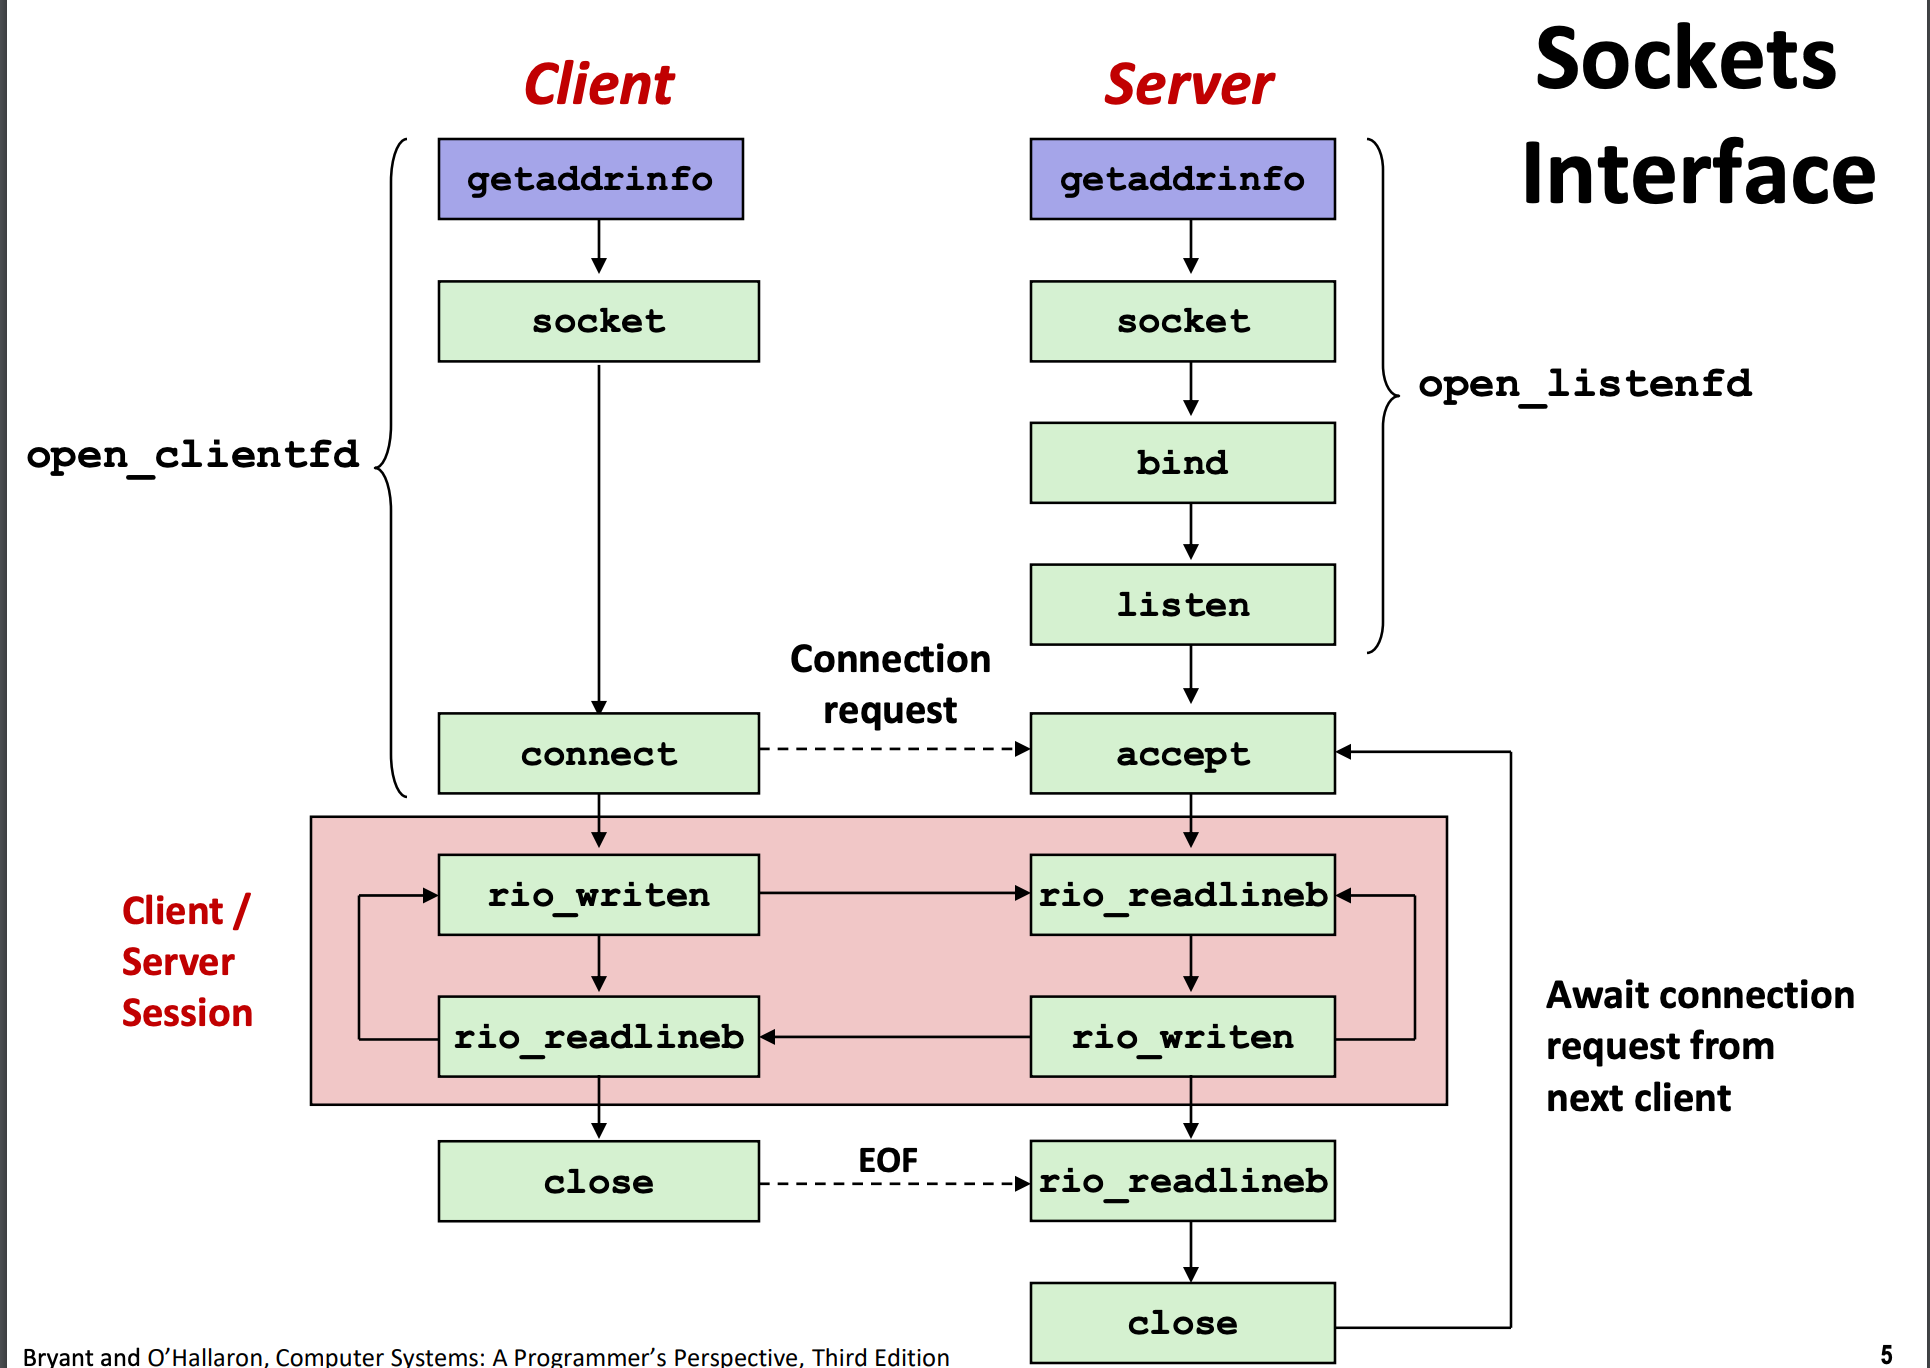 Sockets
Interface
Client
Server
getaddrinfo
getaddrinfo
socket
socket
open_listenfd
open_clientfd
bind
listen
Connection
request
connect
accept
Client /
Server
Session
rio_writen
rio_readlineb
rio_readlineb
rio_writen
Await connection
request from
next client
close
EOF
rio_readlineb
close
Bryant and O’Hallaron, Computer Systems: A Programmer’s Perspective, Third Edition
5